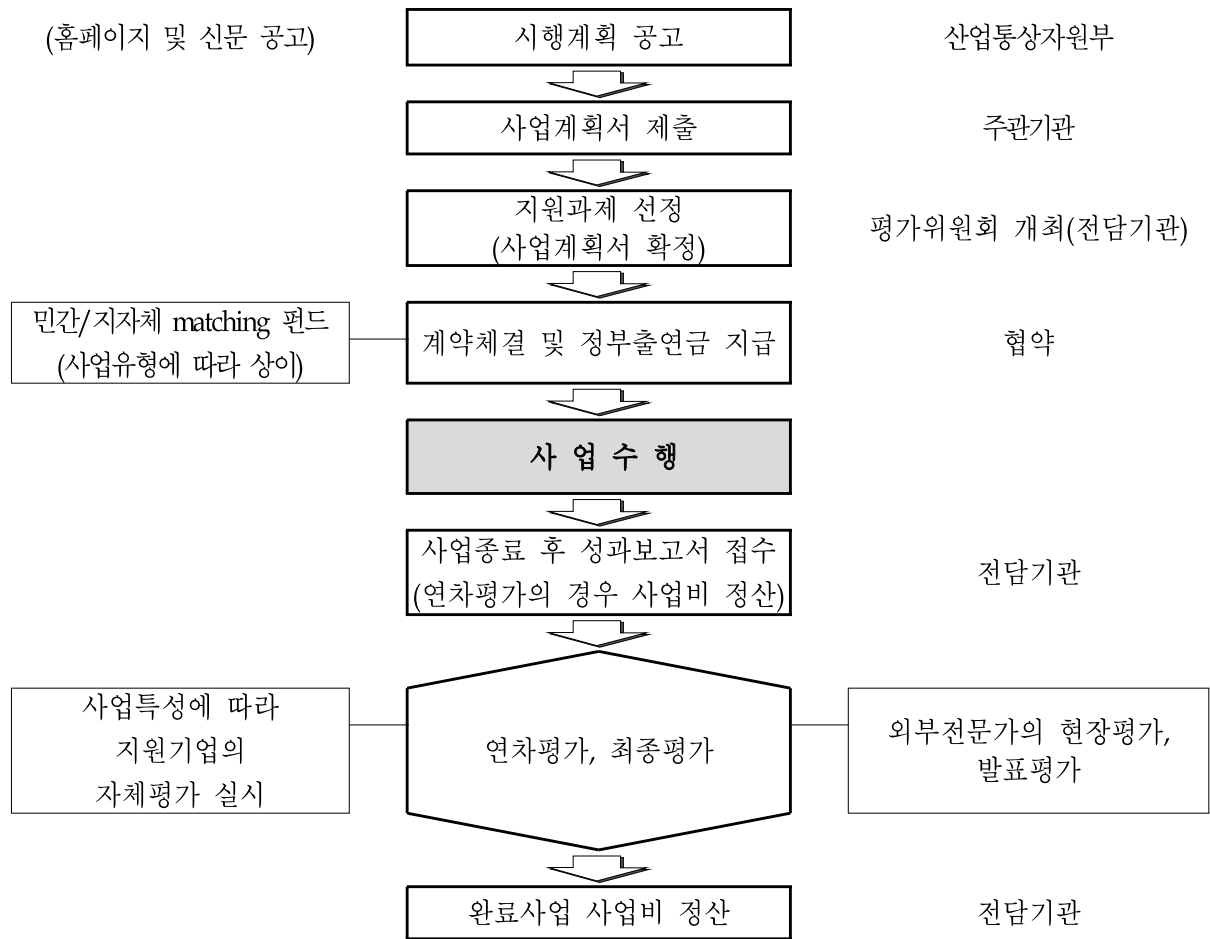 (홈페이지 및 신문 공고)
시행계획 공고
산업통상자원부
사업계획서 제출
주관기관
지원과제 선정
(사업계획서 확정)
평가위원회 개최(전담기관)
민간/지자체 matching 펀드
(사업유형에 따라 상이)
계약체결 및 정부출연금 지급
협약
사 업 수 행
사업종료 후 성과보고서 접수
(연차평가의 경우 사업비 정산)
전담기관
사업특성에 따라
지원기업의
자체평가 실시
연차평가, 최종평가
외부전문가의 현장평가,
발표평가
완료사업 사업비 정산
전담기관